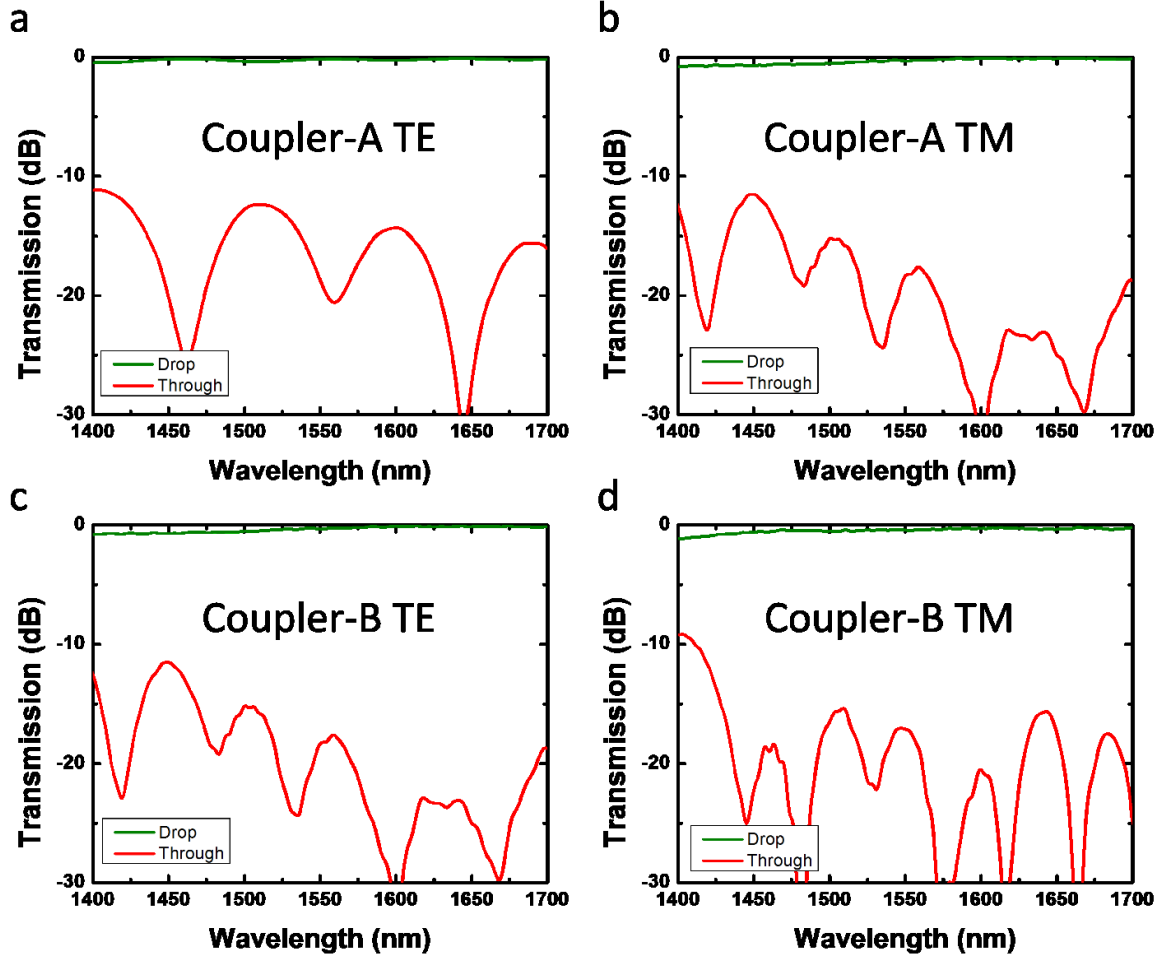 a
0
-10
-20
-30
Transmission (dB)
Coupler-A TE
Drop
Through
1400 1450 1500 1550 1600 1650 1700
Wavelength (nm)
b
0
-10
-20
-30
Transmission (dB)
Coupler-A TM
Drop
Through
1400 1450 1500 1550 1600 1650 1700
Wavelength (nm)
c
0
-10
-20
-30
Transmission (dB)
Coupler-B TE
Drop
Through
1400 1450 1500 1550 1600 1650 1700
Wavelength (nm)
d
0
-10
-20
-30
Transmission (dB)
Coupler-B TM
Drop
Through
1400 1450 1500 1550 1600 1650 1700
Wavelength (nm)